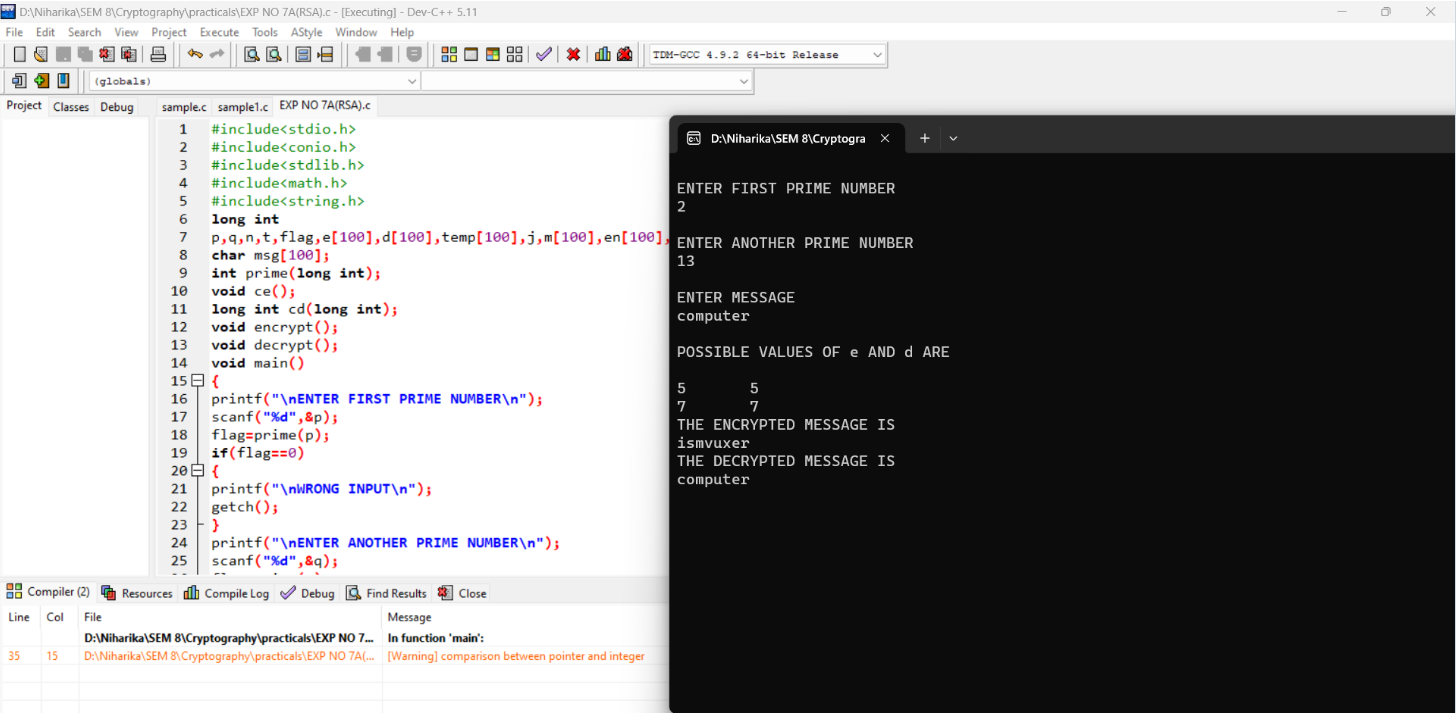 D:\Niharika\SEM 8\Cryptography\practicals\EXP NO 7A(RSA).c - [Executing] - Dev-C++ 5.11
File Edit Search View Project Execute Tools AStyle Window Help
TDM-GCC 4.9.2 64-bit Release
(globals)
Project Classes Debug
sample.c sample1.c EXP NO 7A(RSA).c
1 #include<stdio.h>
2 #include<conio.h>
3 #include<stdlib.h>
4 #include<math.h>
5 #include<string.h>
6 long int
7 p,q,n,t,flag,e[100],d[100],temp[100],j,m[100],en[100],
8 char msg[100];
9 int prime(long int);
10 void ce();
11 long int cd(long int);
12 void encrypt();
13 void decrypt();
14 void main()
15 {
16 printf("\nENTER FIRST PRIME NUMBER\n");
17 scanf("%d",&p);
18 flag=prime(p);
19 if(flag==0)
20 {
21 printf("\nWRONG INPUT\n");
22 getch();
23 }
24 printf("\nENTER ANOTHER PRIME NUMBER\n");
25 scanf("%d",&q);
D:\Niharika\SEM 8\Cryptogra
ENTER FIRST PRIME NUMBER
2
ENTER ANOTHER PRIME NUMBER
13
ENTER MESSAGE
computer
POSSIBLE VALUES OF e AND d ARE
5 5
7 7
THE ENCRYPTED MESSAGE IS
ismvuxer
THE DECRYPTED MESSAGE IS
computer
Compiler (2) Resources Compile Log Debug Find Results Close
Line Col File Message
D:\Niharika\SEM 8\Cryptography\practicals\EXP NO 7... In function 'main':
35 15 D:\Niharika\SEM 8\Cryptography\practicals\EXP NO 7A(... [Warning] comparison between pointer and integer